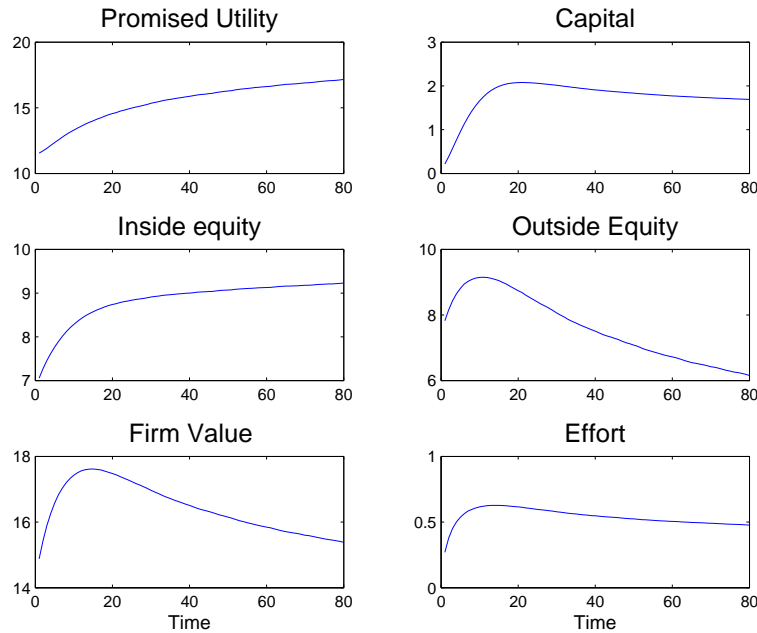 Promised Utility
20
15
10
0 20 40 60 80
Capital
3
2
1
0
0 20 40 60 80
Inside equity
10
9
8
7
0 20 40 60 80
Outside Equity
10
8
6
0 20 40 60 80
Firm Value
18
16
14
0 20 40 60 80
Time
Effort
1
0.5
0
0 20 40 60 80
Time